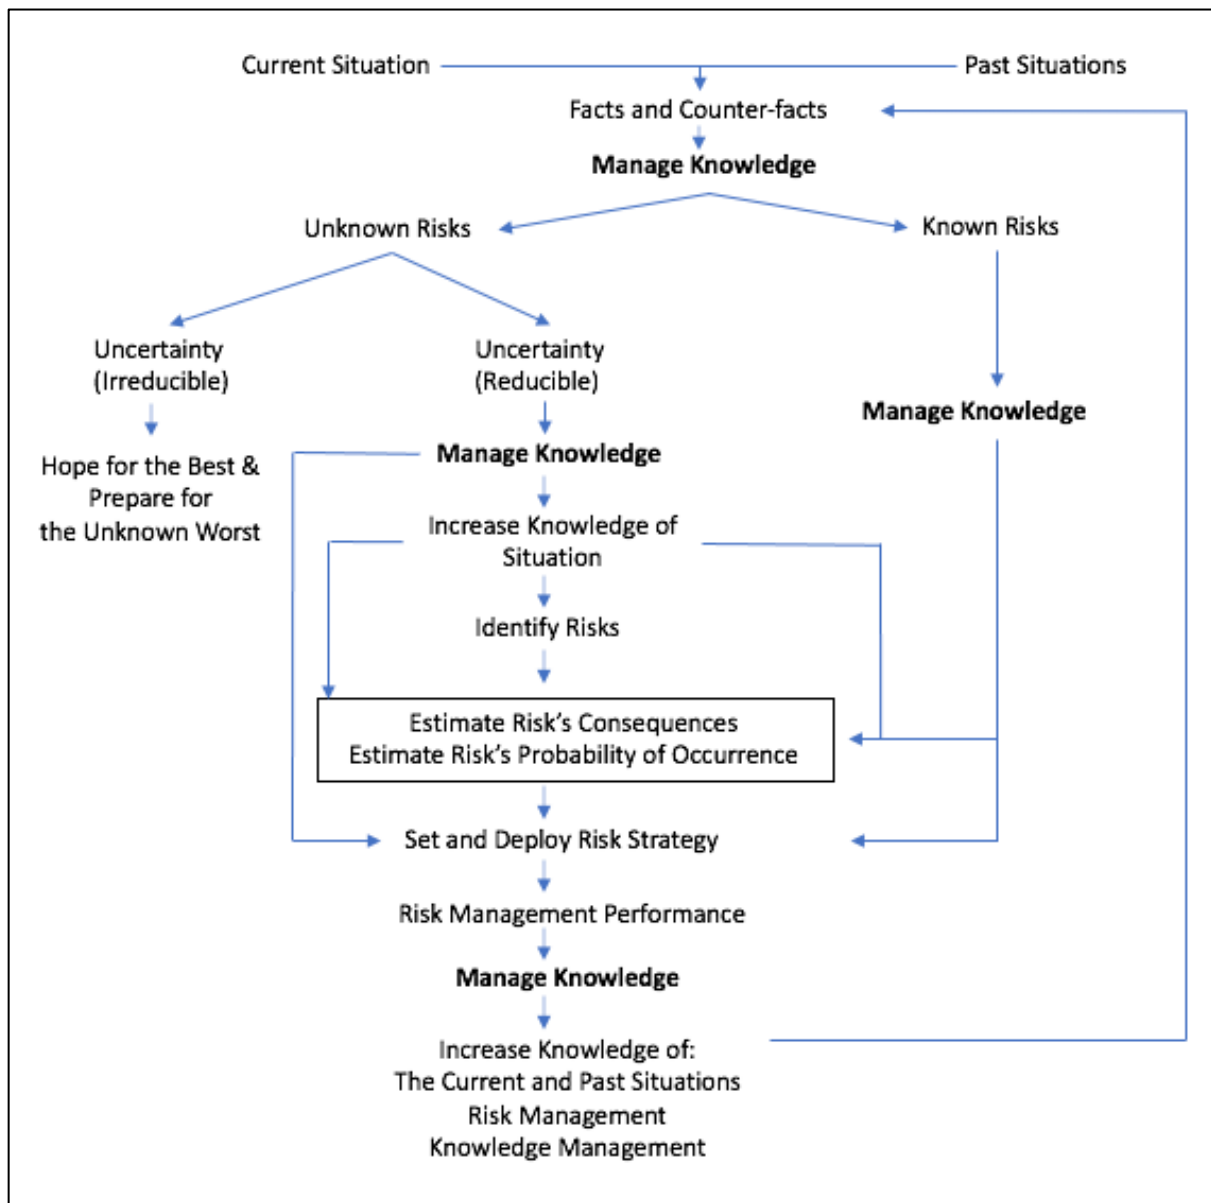 Current Situation
Past Situations
Facts and Counter-facts
Manage Knowledge
Unknown Risks
Known Risks
Uncertainty
(Irreducible)
Uncertainty
(Reducible)
Manage Knowledge
Manage Knowledge
Hope for the Best &
Prepare for
the Unknown Worst
Increase Knowledge of
Situation
Identify Risks
Estimate Risk’s Consequences
Estimate Risk’s Probability of Occurrence
Set and Deploy Risk Strategy
Risk Management Performance
Manage Knowledge
Increase Knowledge of:
The Current and Past Situations
Risk Management
Knowledge Management